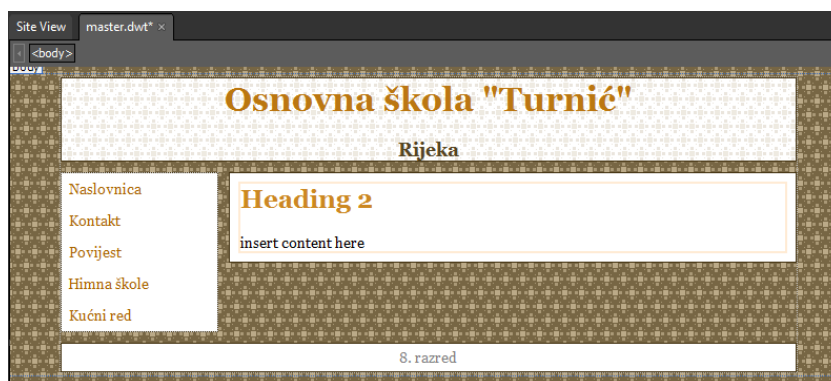 Site View master.dwt* ×
<body>
body
Osnovna škola "Turnić"
Rijeka
Naslovnica
Kontakt
Povijest
Himna škole
Kućni red
Heading 2
insert content here
8. razred